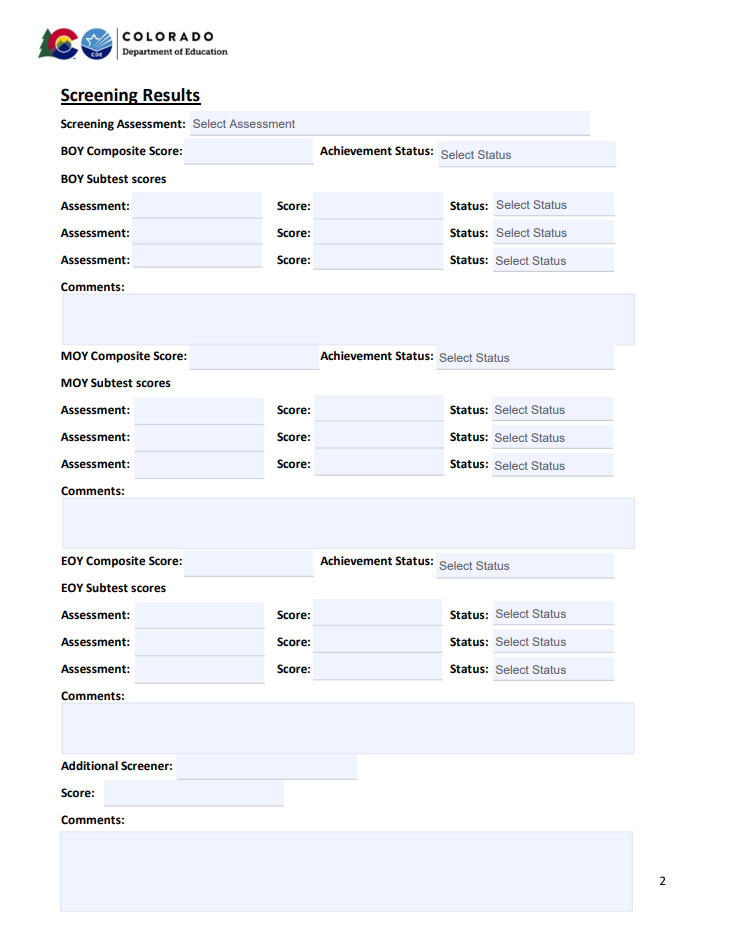 COLORADO
CDE
Department of Education
Screening Results
Screening Assessment: Select Assessment
BOY Composite Score: Achievement Status: Select Status
BOY Subtest scores
Assessment: Score: Status: Select Status
Assessment: Score: Status: Select Status
Assessment: Score: Status: Select Status
Comments:
MOY Composite Score: Achievement Status: Select Status
MOY Subtest scores
Assessment: Score: Status: Select Status
Assessment: Score: Status: Select Status
Assessment: Score: Status: Select Status
Comments:
EOY Composite Score: Achievement Status: Select Status
EOY Subtest scores
Assessment: Score: Status: Select Status
Assessment: Score: Status: Select Status
Assessment: Score: Status: Select Status
Comments:
Additional Screener:
Score:
Comments:
2